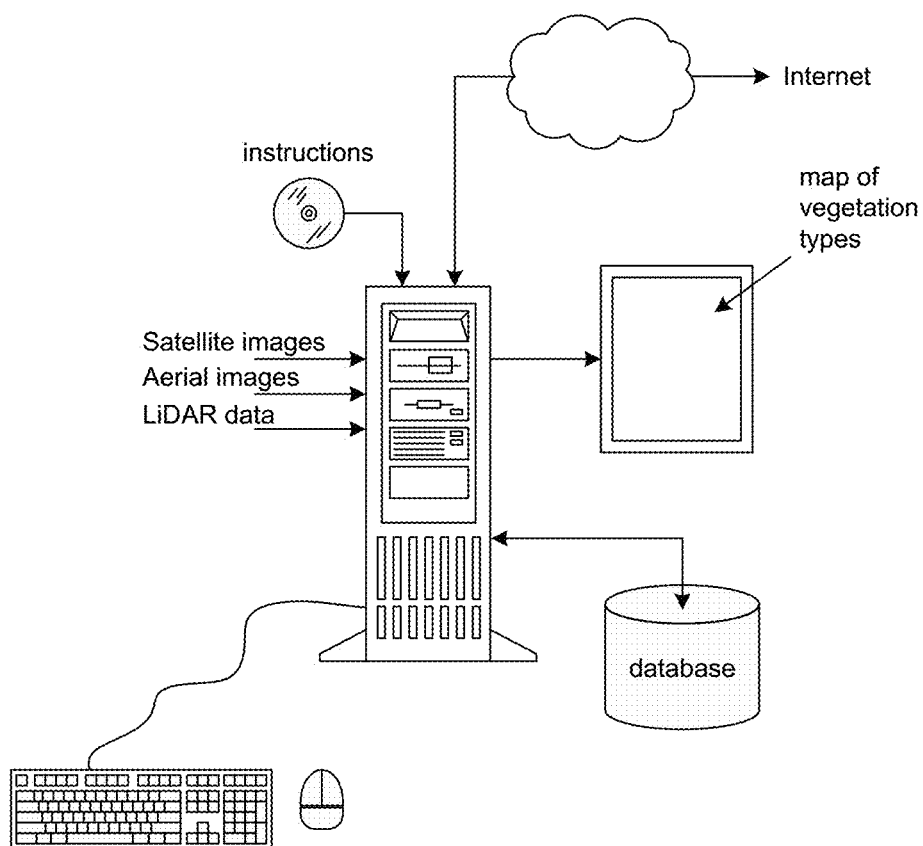 Internet
instructions
map of
vegetation
types
Satellite images
Aerial images
LiDAR data
database